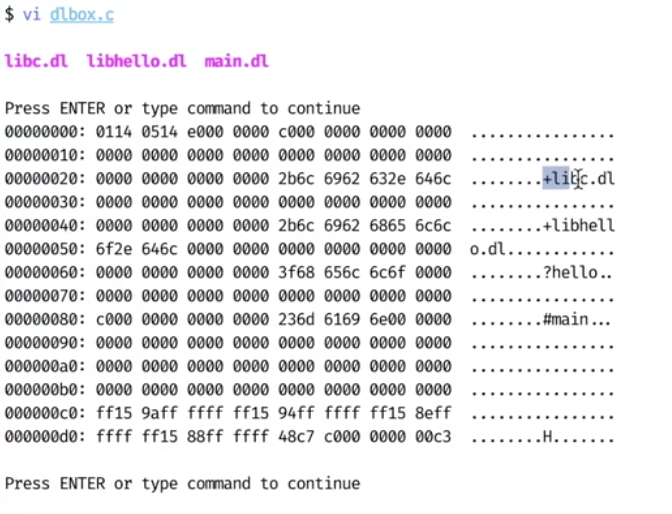 $ vi dlbox.c
libc.dl libhello.dl main.dl
Press ENTER or type command to continue
00000000: 0114 0514 e000 0000 c000 0000 0000 0000 ................
00000010: 0000 0000 0000 0000 0000 0000 0000 0000 ................
00000020: 0000 0000 0000 0000 2b6c 6962 632e 646c ........+libc.dl
00000030: 0000 0000 0000 0000 0000 0000 0000 0000 ................
00000040: 0000 0000 0000 0000 2b6c 6962 6865 6c6c ........+libhell
00000050: 6f2e 646c 0000 0000 0000 0000 0000 0000 o.dl............
00000060: 0000 0000 0000 0000 3f68 656c 6c6f 0000 ........?hello..
00000070: 0000 0000 0000 0000 0000 0000 0000 0000 ................
00000080: c000 0000 0000 0000 236d 6169 6e00 0000 ........#main...
00000090: 0000 0000 0000 0000 0000 0000 0000 0000 ................
000000a0: 0000 0000 0000 0000 0000 0000 0000 0000 ................
000000b0: 0000 0000 0000 0000 0000 0000 0000 0000 ................
000000c0: ff15 9aff ffff ff15 94ff ffff ff15 8eff ................
000000d0: ffff ff15 88ff ffff 48c7 c000 0000 00c3 ........H.......
Press ENTER or type command to continue